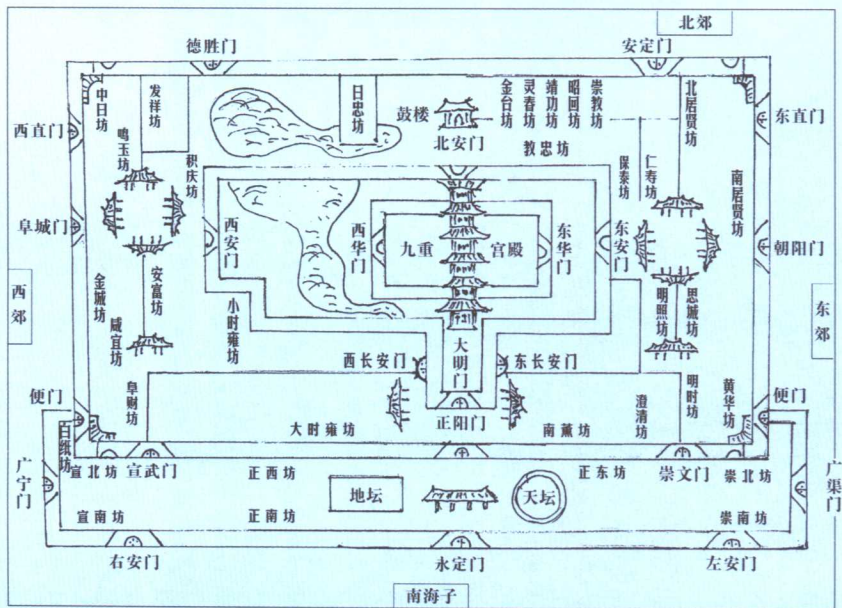 北郊
德胜门
安定门
中日坊
发祥坊
日忠坊
鼓楼
北安门
金台坊
灵春坊
靖功坊
昭回坊
崇教坊
北居贤坊
西直门
东直门
鸣玉坊
积庆坊
教忠坊
保泰坊
仁寿坊
南居贤坊
阜城门
西安门
西华门
九重
宫殿
东华门
东安门
朝阳门
西郊
东郊
金城坊
安富坊
咸宜坊
小时雍坊
明照坊
思城坊
大明门
西长安门
东长安门
便门
阜财坊
大时雍坊
正阳门
南薰坊
澄清坊
明时坊
黄华坊
便门
白纸坊
广宁门
宣北坊
宣武门
正西坊
正东坊
崇文门
崇北坊
广渠门
地坛
天坛
宣南坊
正南坊
崇南坊
右安门
永定门
左安门
南海子